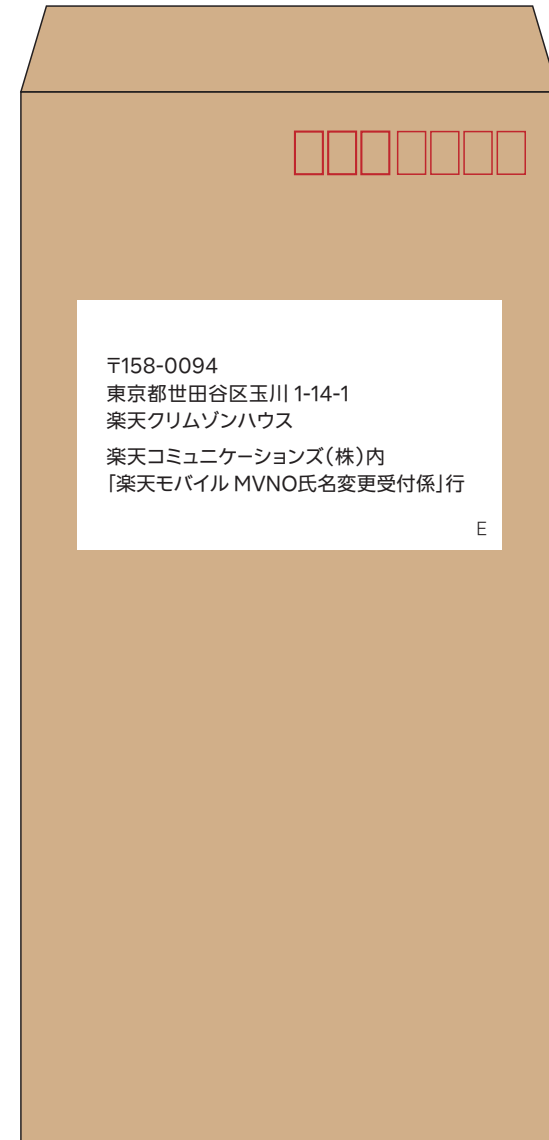 〒158-0094
東京都世田谷区玉川 1-14-1
楽天クリムゾンハウス
楽天コミュニケーションズ(株)内
「楽天モバイル MVNO氏名変更受付係」行
E